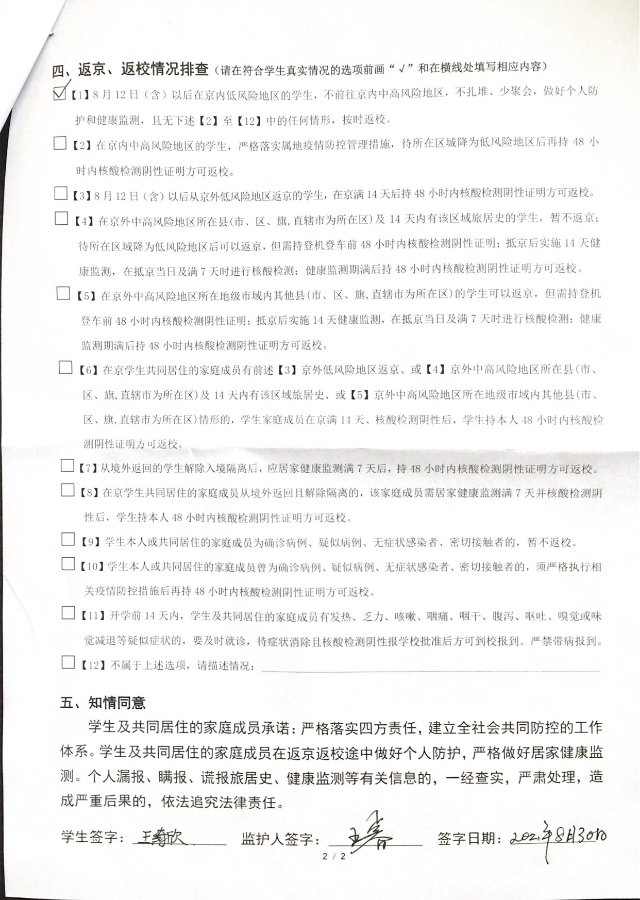 四、返京、返校情况排查（请在符合学生真实情况的选项前画“√”和在横线处填写相应内容）
☑【1】8月12日（含）以后在京内低风险地区的学生，不前往京内中高风险地区，不扎堆、少聚会，做好个人防
护和健康监测，且无下述【2】至【12】中的任何情形，按时返校。
□【2】在京内中高风险地区的学生，严格落实属地疫情防控管理措施，待所在区域降为低风险地区后再持 48 小
时内核酸检测阴性证明方可返校。
□【3】8月12日（含）以后从京外低风险地区返京的学生，在京满14天后持48小时内核酸检测阴性证明方可返校。
□【4】在京外中高风险地区所在县(市、区、旗,直辖市为所在区)及 14 天内有该区域旅居史的学生，暂不返京；
待所在区域降为低风险地区后可以返京，但需持登机登车前48小时内核酸检测阴性证明；抵京后实施14天健
康监测，在抵京当日及满7天时进行核酸检测；健康监测期满后持48小时内核酸检测阴性证明方可返校。
□【5】在京外中高风险地区所在地级市域内其他县(市、区、旗,直辖市为所在区)的学生可以返京，但需持登机
登车前48小时内核酸检测阴性证明；抵京后实施14天健康监测，在抵京当日及满7天时进行核酸检测；健康
监测期满后持48小时内核酸检测阴性证明方可返校。
□【6】在京学生共同居住的家庭成员有前述【3】京外低风险地区返京、或【4】京外中高风险地区所在县(市、
区、旗,直辖市为所在区)及14天内有该区域旅居史、或【5】京外中高风险地区所在地级市域内其他县(市、
区、旗,直辖市为所在区)情形的，学生家庭成员在京满14天、核酸检测阴性后，学生持本人48小时内核酸检
测阴性证明方可返校。
□【7】从境外返回的学生解除入境隔离后，应居家健康监测满7天后，持48小时内核酸检测阴性证明方可返校。
□【8】在京学生共同居住的家庭成员从境外返回且解除隔离的，该家庭成员需居家健康监测满7天并核酸检测阴
性后，学生持本人48小时内核酸检测阴性证明方可返校。
□【9】学生本人或共同居住的家庭成员为确诊病例、疑似病例、无症状感染者、密切接触者的，暂不返校。
□【10】学生本人或共同居住的家庭成员曾为确诊病例、疑似病例、无症状感染者、密切接触者的，须严格执行相
关疫情防控措施后再持48小时内核酸检测阴性证明方可返校。
□【11】开学前14天内，学生及共同居住的家庭成员有发热、乏力、咳嗽、咽痛、咽干、腹泻、呕吐、嗅觉或味
觉减退等疑似症状的，要及时就诊，待症状消除且核酸检测阴性报学校批准后方可到校报到。严禁带病报到。
□【12】不属于上述选项，请描述情况：
五、知情同意
学生及共同居住的家庭成员承诺：严格落实四方责任，建立全社会共同防控的工作
体系。学生及共同居住的家庭成员在返京返校途中做好个人防护，严格做好居家健康监
测。个人漏报、瞒报、谎报旅居史、健康监测等有关信息的，一经查实，严肃处理，造
成严重后果的，依法追究法律责任。
学生签字：王 欣 监护人签字：王 签字日期：2021年8月30日
2 / 2